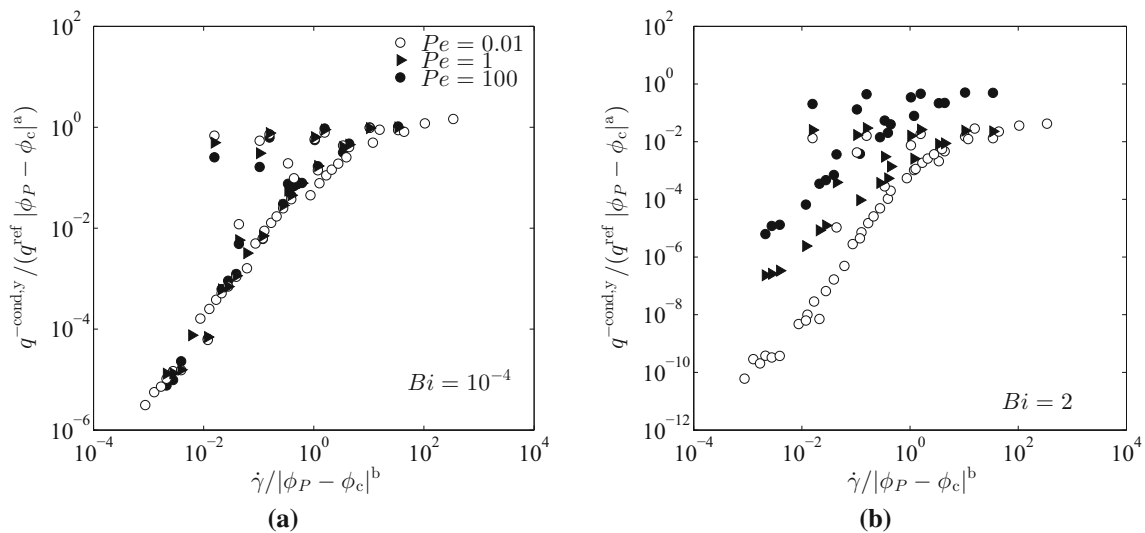 10^2
10^0
10^-2
10^-4
10^-6
10^-4
10^-2
10^0
10^2
10^4
q^-cond,y / (q^ref |ϕ_P − ϕ_c|^a)
γ̇/|ϕ_P − ϕ_c|^b
Pe = 0.01
Pe = 1
Pe = 100
Bi = 10^-4
(a)
10^2
10^0
10^-2
10^-4
10^-6
10^-8
10^-10
10^-12
10^-4
10^-2
10^0
10^2
10^4
q^-cond,y / (q^ref |ϕ_P − ϕ_c|^a)
γ̇/|ϕ_P − ϕ_c|^b
Bi = 2
(b)